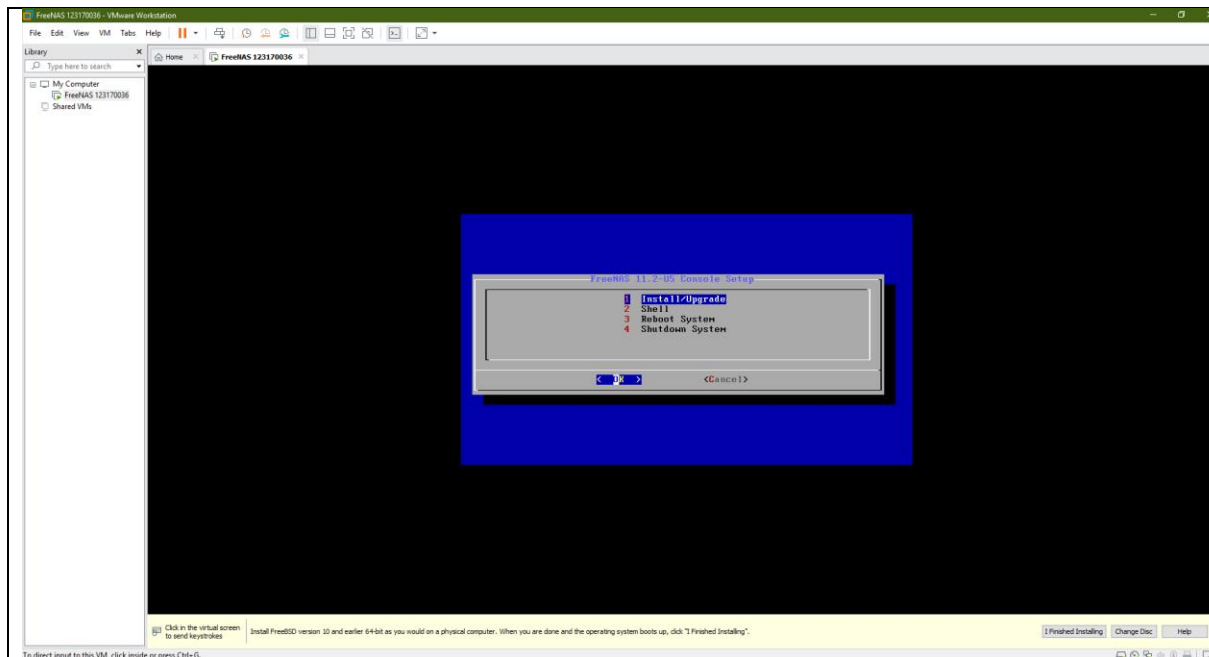 FreeNAS 123170036 - VMware Workstation
File Edit View VM Tabs Help
Library
Type here to search
My Computer
FreeNAS 123170036
Shared VMs
Home
FreeNAS 123170036
FreeNAS 11.2-U5 Console Setup
1 Install/Upgrade
2 Shell
3 Reboot System
4 Shutdown System
< OK > <Cancel>
Click in the virtual screen
to send keystrokes
Install FreeBSD version 10 and earlier 64-bit as you would on a physical computer. When you are done and the operating system boots up, click "I Finished Installing".
I Finished Installing
Change Disc
Help
To direct input to this VM, click inside or press Ctrl+G.